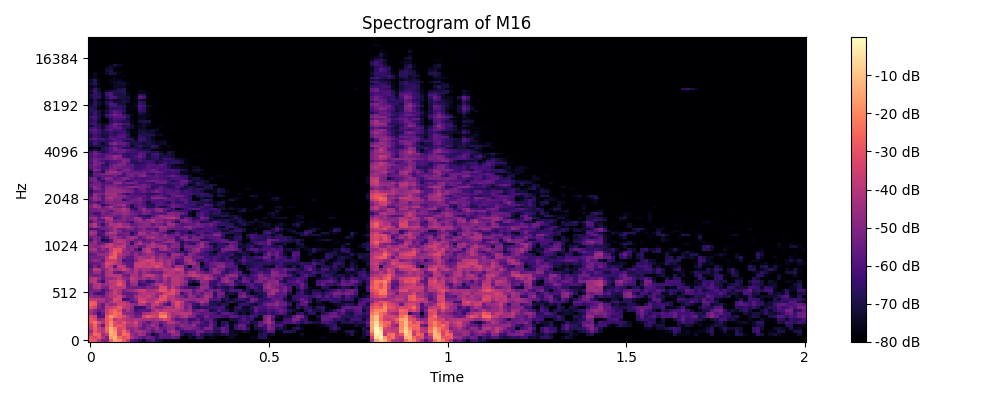 Spectrogram of M16
16384
8192
4096
2048
1024
512
0
Hz
0
0.5
1
1.5
2
Time
-10 dB
-20 dB
-30 dB
-40 dB
-50 dB
-60 dB
-70 dB
-80 dB